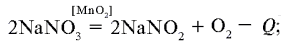 2NaNO₃ =[MnO₂] 2NaNO₂ + O₂ − Q;